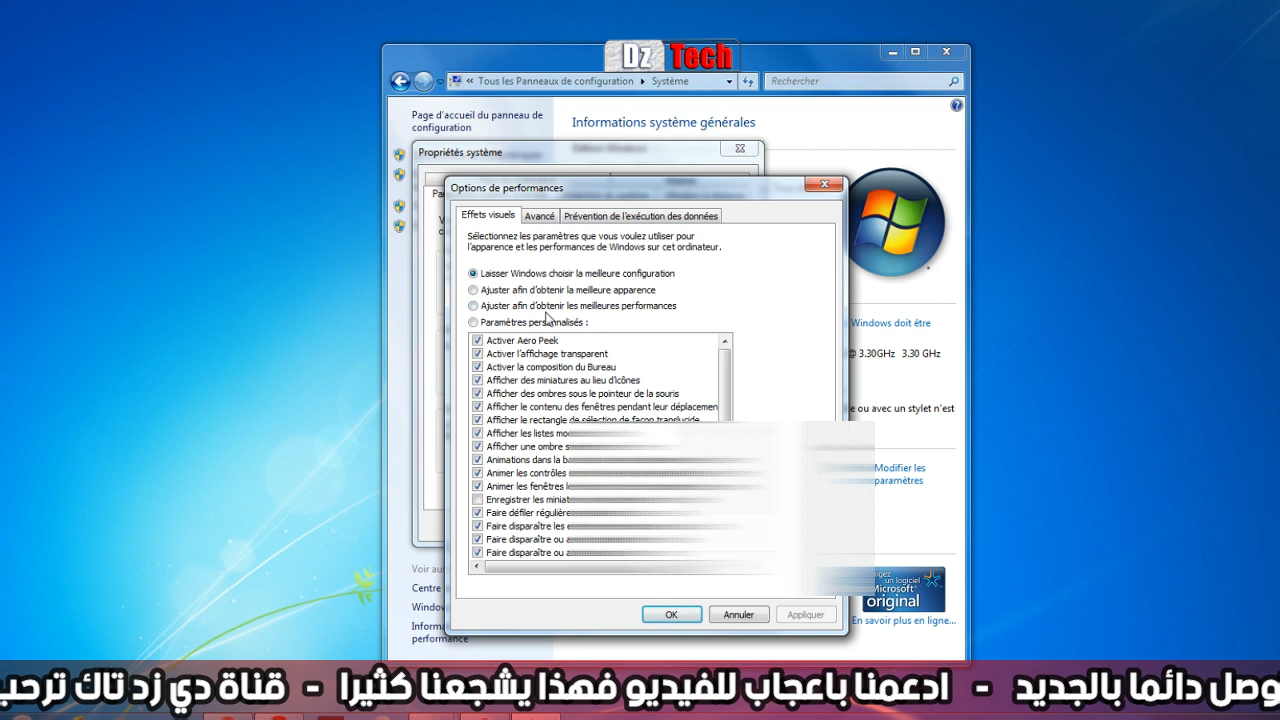 Dz Tech
Tous les Panneaux de configuration
Système
Rechercher
Page d'accueil du panneau de
configuration
Informations système générales
Propriétés système
Options de performances
Effets visuels
Avancé
Prévention de l'exécution des données
Sélectionnez les paramètres que vous voulez utiliser pour
l'apparence et les performances de Windows sur cet ordinateur.
Laisser Windows choisir la meilleure configuration
Ajuster afin d'obtenir la meilleure apparence
Ajuster afin d'obtenir les meilleures performances
Paramètres personnalisés :
Activer Aero Peek
Activer l'affichage transparent
Activer la composition du Bureau
Afficher des miniatures au lieu d'icônes
Afficher des ombres sous le pointeur de la souris
Afficher le contenu des fenêtres pendant leur déplacemen
Afficher le rectangle de sélection de façon translucide
Afficher les listes
Afficher une ombre
Animations dans la
Animer les contrôles
Animer les fenêtres
Enregistrer les
Faire défiler
Faire disparaître les
Faire disparaître ou
Faire disparaître ou
OK
Annuler
Appliquer
Windows doit être
@ 3.30GHz 3.30 GHz
e ou avec un stylet n'est
Modifier les
paramètres
un logiciel
Microsoft
original
En savoir plus en ligne...
Voir
Centre
performance
وصل دائما بالجديد - ادعمنا باعجاب للفيديو فهذا يشجعنا كثيرا - قناة دي زد تاك ترحب